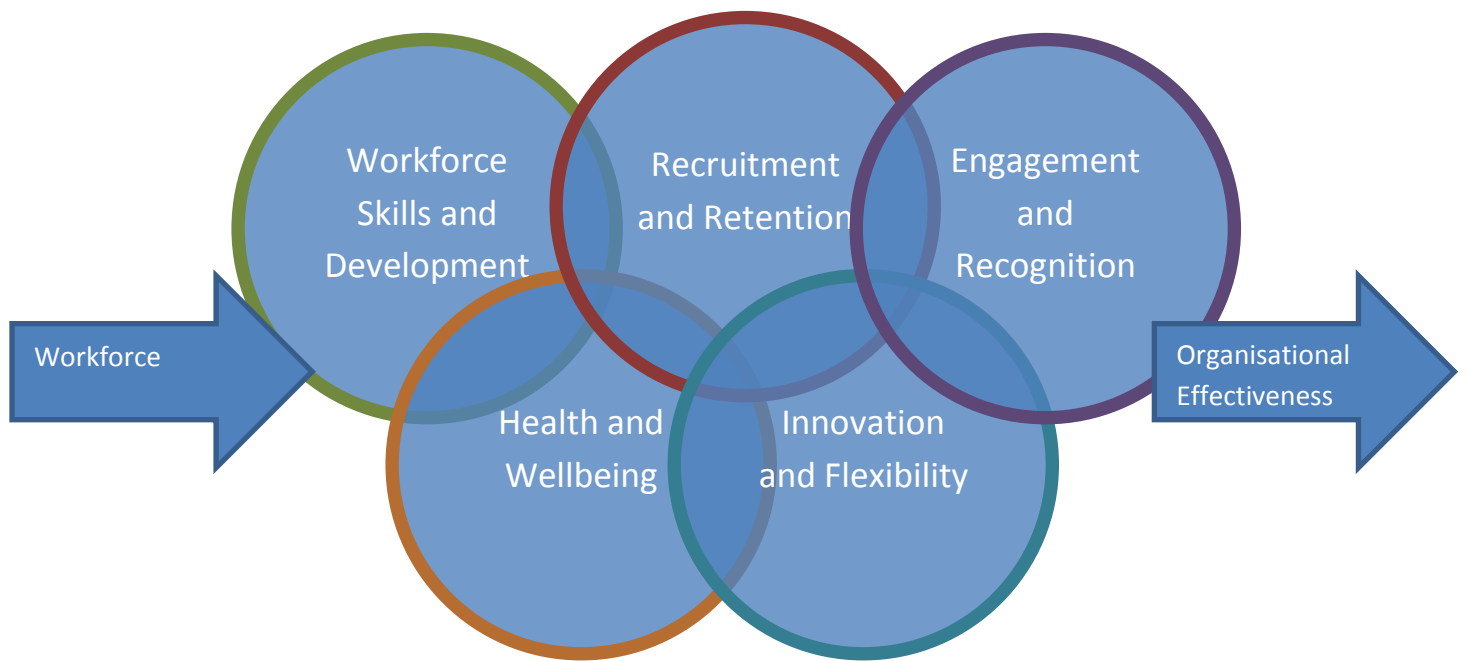 Workforce
Skills and
Development
Recruitment
and Retention
Engagement
and
Recognition
Workforce
Organisational
Effectiveness
Health and
Wellbeing
Innovation
and Flexibility